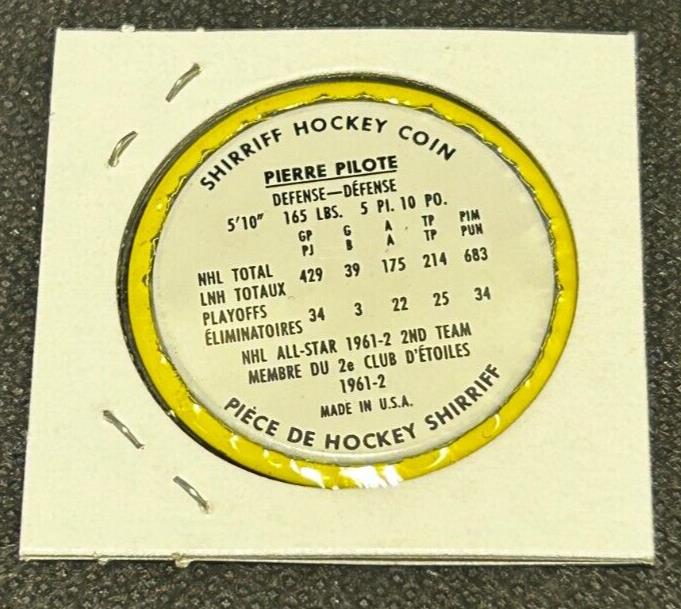 SHIRRIFF HOCKEY COIN
PIERRE PILOTE
DEFENSE—DÉFENSE
5'10" 165 LBS. 5 PI. 10 PO.
GP G A TP PIM
PJ B A TP PUN
NHL TOTAL
LNH TOTAUX 429 39 175 214 683
PLAYOFFS
ÉLIMINATOIRES 34 3 22 25 34
NHL ALL-STAR 1961-2 2ND TEAM
MEMBRE DU 2e CLUB D'ÉTOILES
1961-2
MADE IN U.S.A.
PIÈCE DE HOCKEY SHIRRIFF